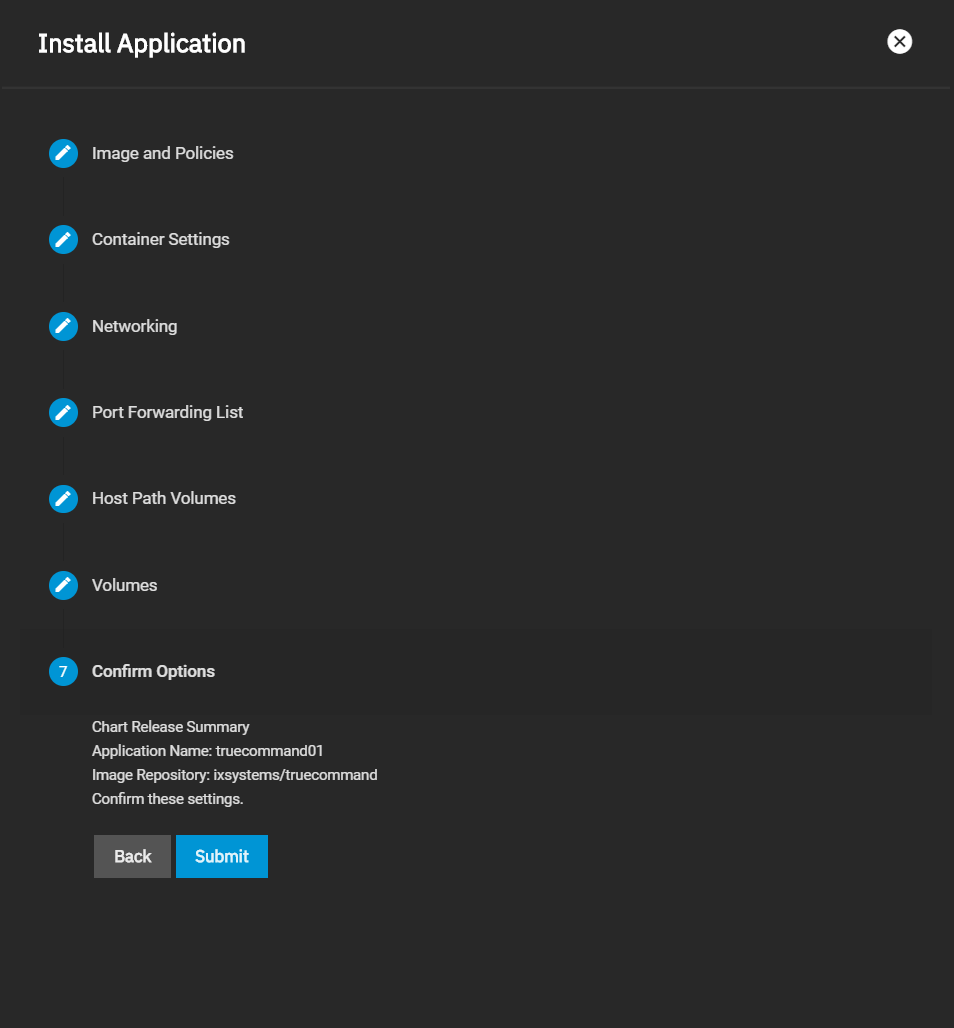 Install Application
Image and Policies
Container Settings
Networking
Port Forwarding List
Host Path Volumes
Volumes
7 Confirm Options
Chart Release Summary
Application Name: truecommand01
Image Repository: ixsystems/truecommand
Confirm these settings.
Back Submit